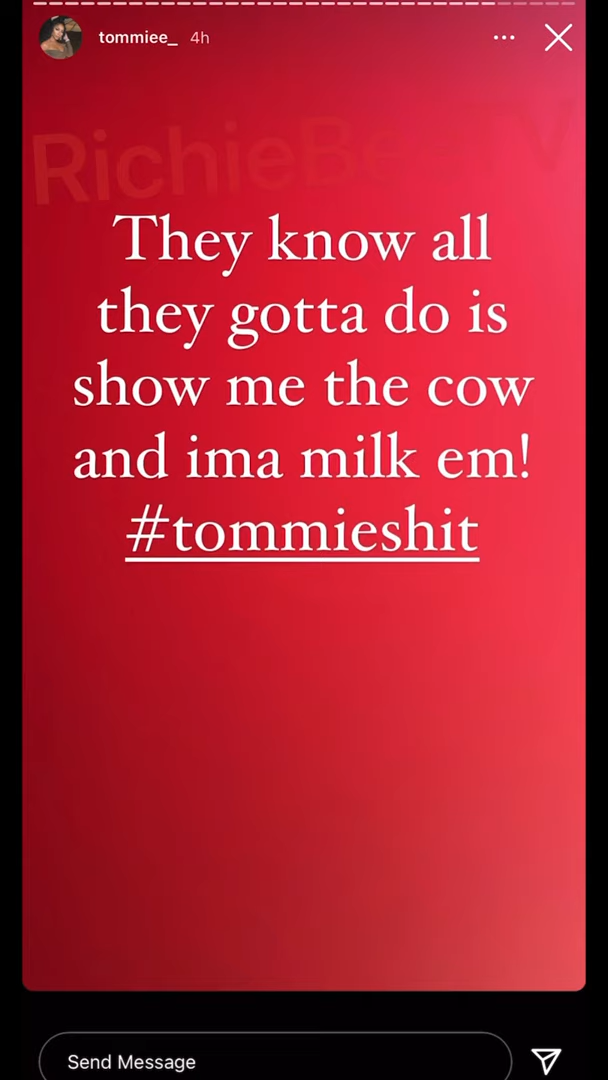 tommiee_ 4h
RichieBeeTV
They know all
they gotta do is
show me the cow
and ima milk em!
#tommieshit
Send Message